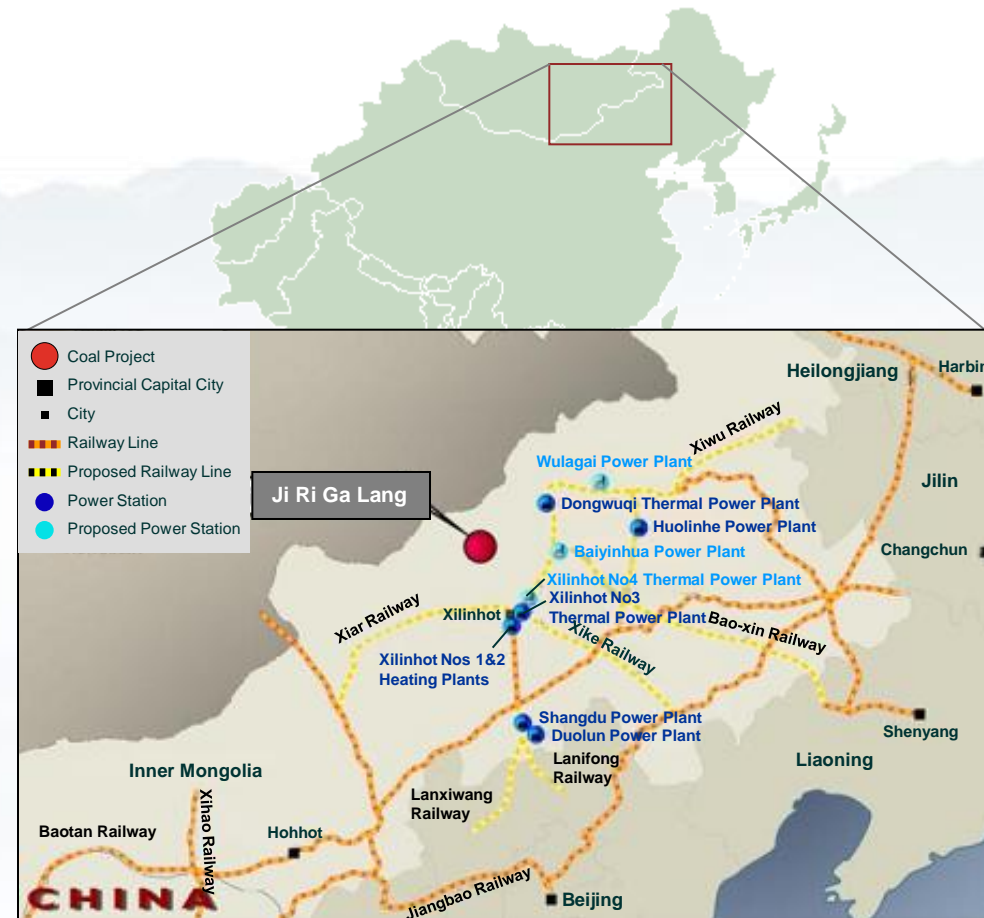 Coal Project
Provincial Capital City
City
Railway Line
Proposed Railway Line
Power Station
Proposed Power Station
Heilongjiang
Harbin
Xiwu Railway
Wulagai Power Plant
Ji Ri Ga Lang
Dongwuqi Thermal Power Plant
Jilin
Huolinhe Power Plant
Baiyinhua Power Plant
Changchun
Xilinhot No4 Thermal Power Plant
Xilinhot No3
Thermal Power Plant
Xilinhot
Xiar Railway
Xike Railway
Bao-xin Railway
Xilinhot Nos 1&2
Heating Plants
Shangdu Power Plant
Duolun Power Plant
Shenyang
Lanifong
Railway
Liaoning
Inner Mongolia
Lanxiwang
Railway
Xihao Railway
Baotan Railway
Hohhot
CHINA
Jiangbao Railway
Beijing